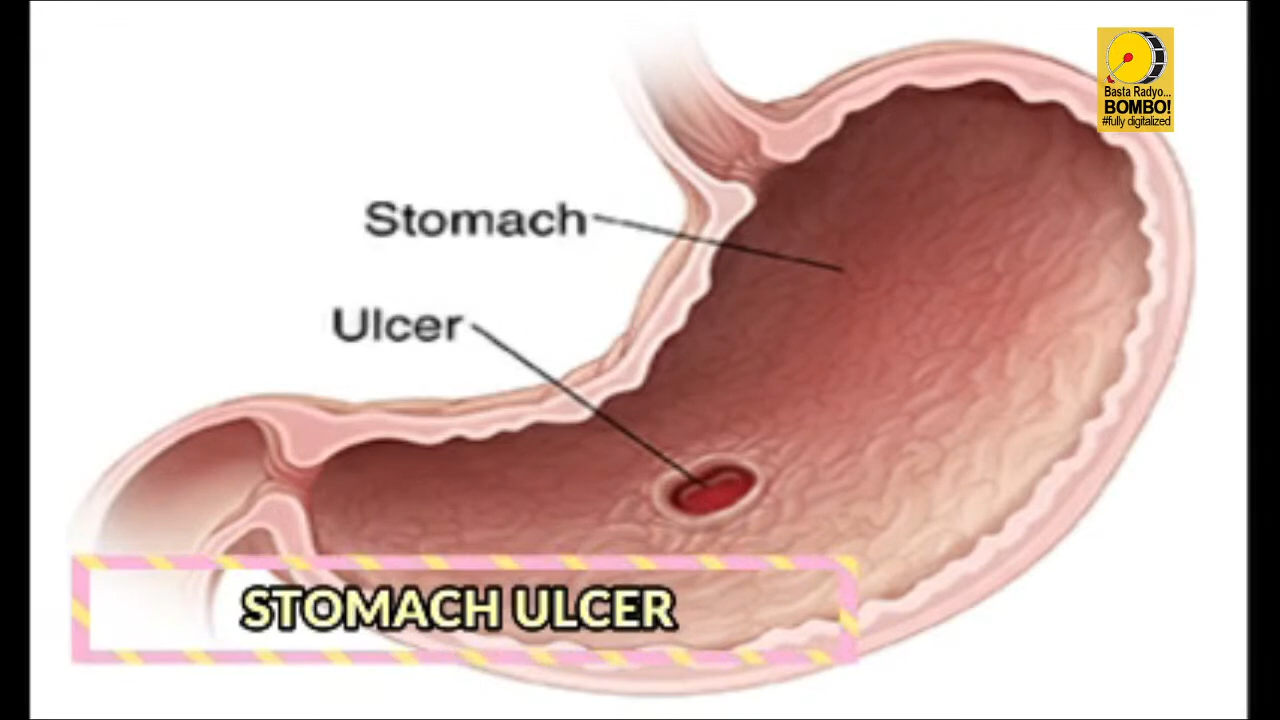 Basta Radyo...
BOMBO!
#fully digitalized
Stomach
Ulcer
STOMACH ULCER